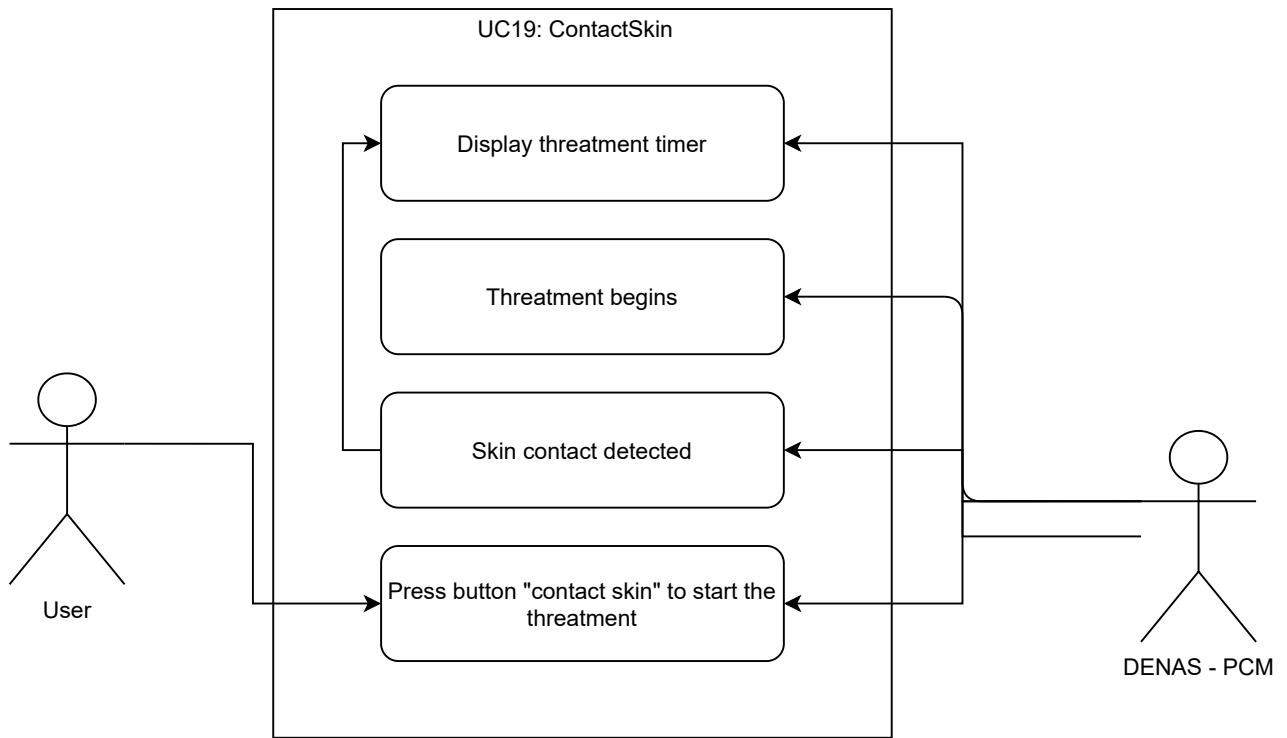 UC19: ContactSkin
Display threatment timer
Threatment begins
Skin contact detected
Press button "contact skin" to start the
threatment
User
DENAS - PCM